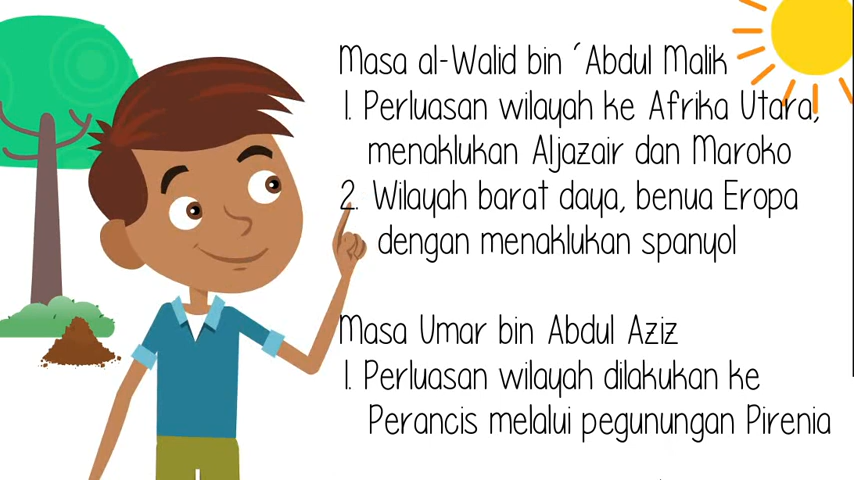 Masa al-Walid bin ´Abdul Malik
1. Perluasan wilayah ke Afrika Utara,
menaklukan Aljazair dan Maroko
2. Wilayah barat daya, benua Eropa
dengan menaklukan spanyol
Masa Umar bin Abdul Aziz
1. Perluasan wilayah dilakukan ke
Perancis melalui pegunungan Pirenia